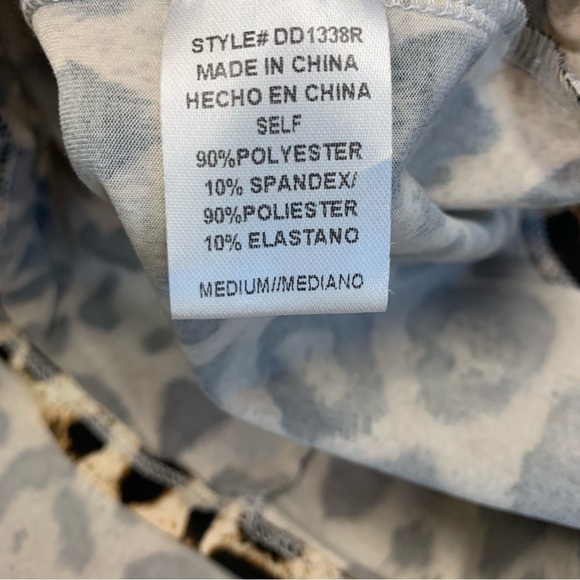 STYLE# DD1338R
MADE IN CHINA
HECHO EN CHINA
SELF
90%POLYESTER
10% SPANDEX/
90%POLIESTER
10% ELASTANO
MEDIUM//MEDIANO